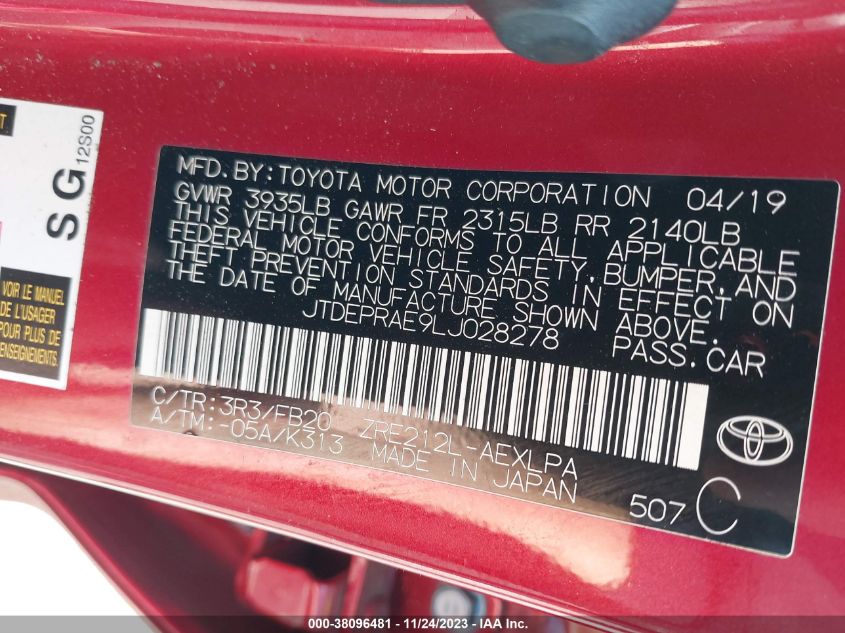 T
SG
12S00
VOIR LE MANUEL
DE L'USAGER
POUR PLUS DE
RENSEIGNEMENTS.
MFD.BY:TOYOTA MOTOR CORPORATION 04/19
GVWR 3935LB GAWR FR 2315LB RR 2140LB
THIS VEHICLE CONFORMS TO ALL APPLICABLE
FEDERAL MOTOR VEHICLE SAFETY,BUMPER,AND
THEFT PREVENTION STANDARDS IN EFFECT ON
THE DATE OF MANUFACTURE SHOWN ABOVE.
JTDEPRAE9LJ028278 PASS.CAR
C/TR:3R3/FB20 ZRE212L-AEXLPA
A/TM:-05A/K313 MADE IN JAPAN
507 C
000-38096481 - 11/24/2023 - IAA Inc.